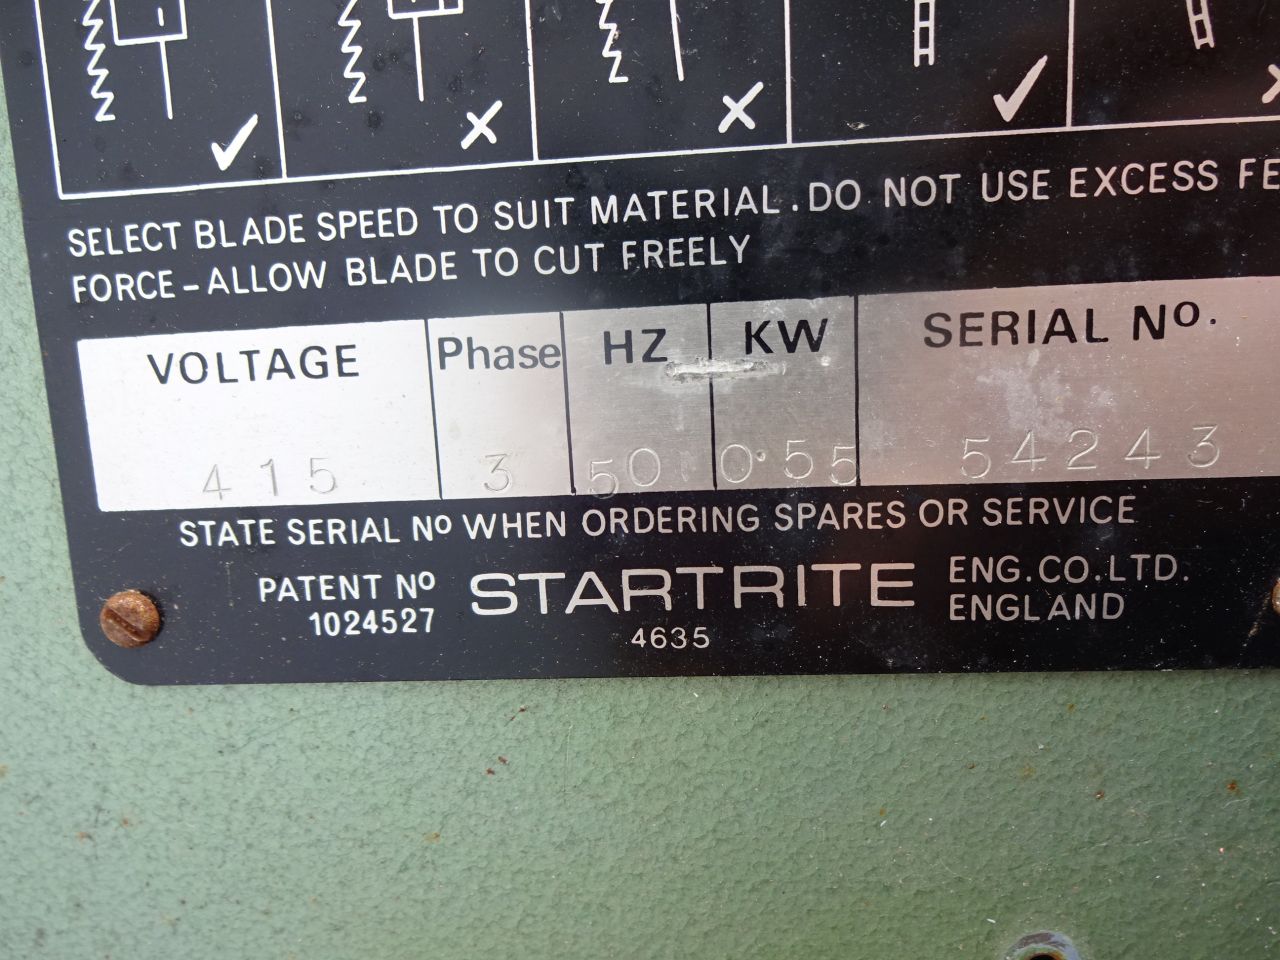 SELECT BLADE SPEED TO SUIT MATERIAL. DO NOT USE EXCESS
FORCE - ALLOW BLADE TO CUT FREELY
VOLTAGE Phase HZ KW SERIAL No.
415 3 50 0.55 54243
STATE SERIAL No WHEN ORDERING SPARES OR SERVICE
PATENT No STARTRITE ENG. CO. LTD.
1024527 ENGLAND
4635